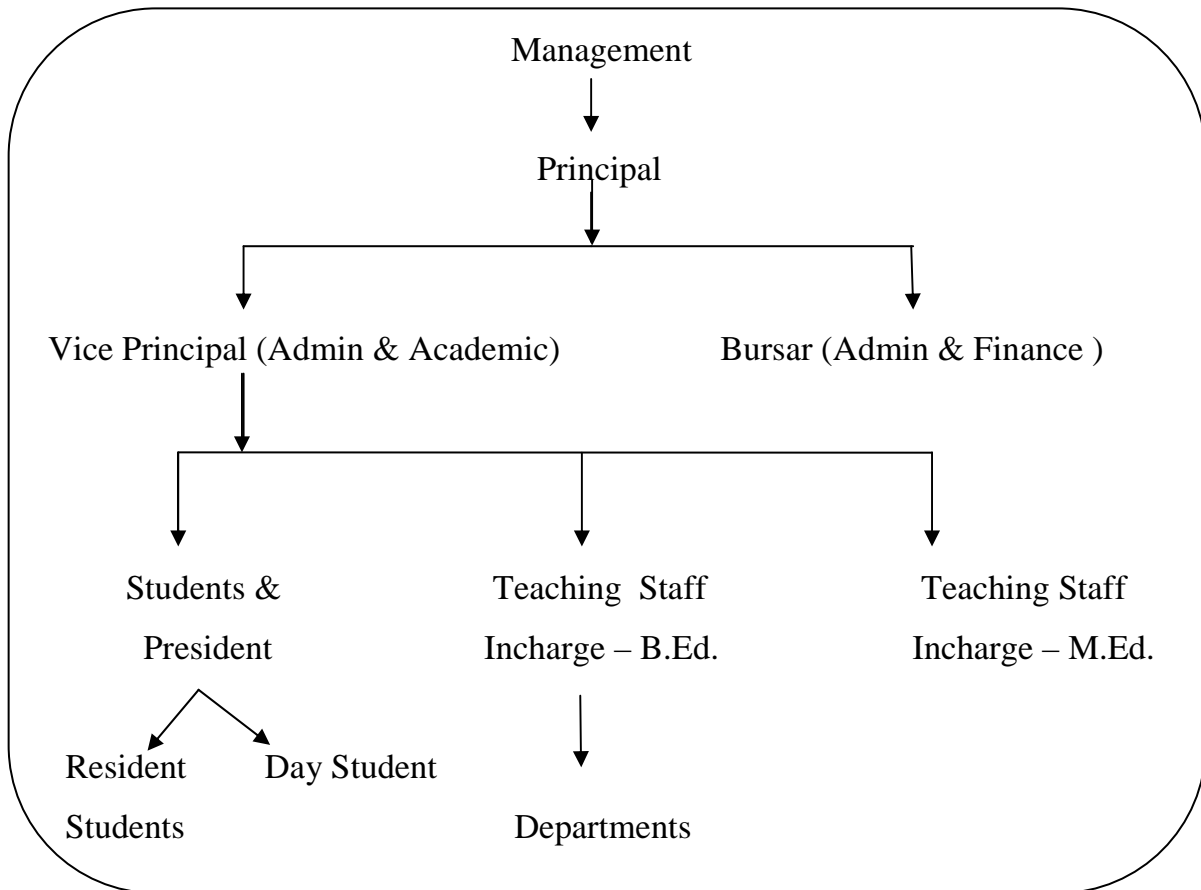 Management
Principal
Vice Principal (Admin & Academic)
Bursar (Admin & Finance )
Students &
President
Teaching Staff
Incharge – B.Ed.
Teaching Staff
Incharge – M.Ed.
Resident
Students
Day Student
Departments